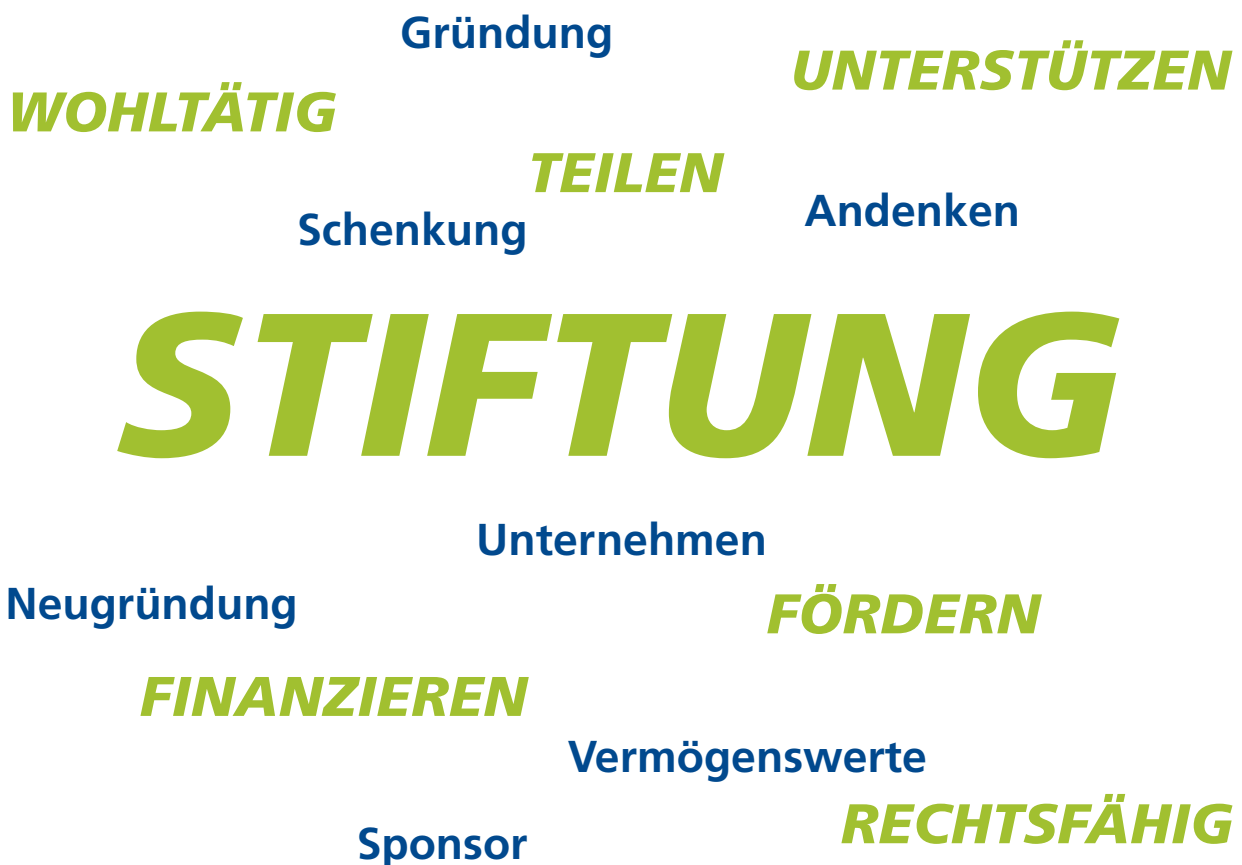 Gründung
UNTERSTÜTZEN
WOHLTÄTIG
TEILEN
Andenken
Schenkung
STIFTUNG
Unternehmen
Neugründung
FÖRDERN
FINANZIEREN
Vermögenswerte
RECHTSFÄHIG
Sponsor